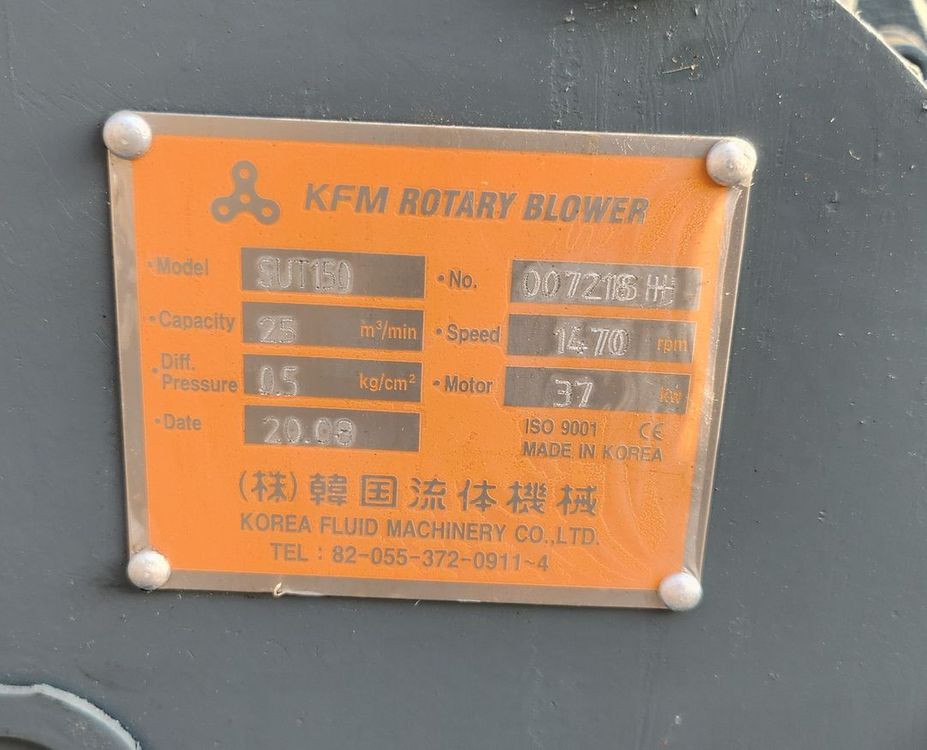 KFM ROTARY BLOWER
•Model SUT150 •No.
•Capacity 25 m³/min •Speed 1470 rpm
•Diff. Pressure 0.5 kg/cm² •Motor 37 kw
•Date 20.08 ISO 9001 CE
MADE IN KOREA
(株)韓国流体機械
KOREA FLUID MACHINERY CO.,LTD.
TEL : 82-055-372-0911~4